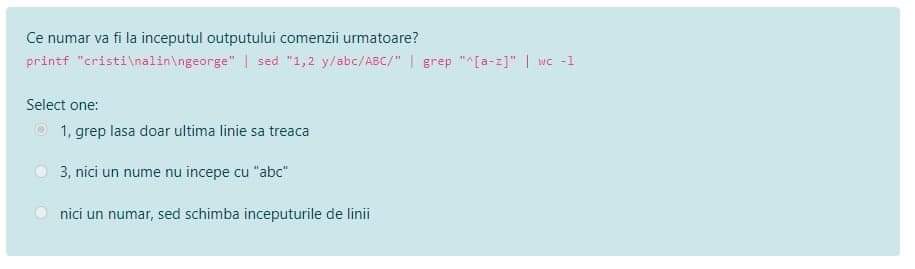 Ce numar va fi la inceputul outputului comenzii urmatoare?
printf "cristi\nalin\ngeorge" | sed "1,2 y/abc/ABC/" | grep "^[a-z]" | wc -l
Select one:
1, grep lasa doar ultima linie sa treaca
3, nici un nume nu incepe cu "abc"
nici un numar, sed schimba inceputurile de linii